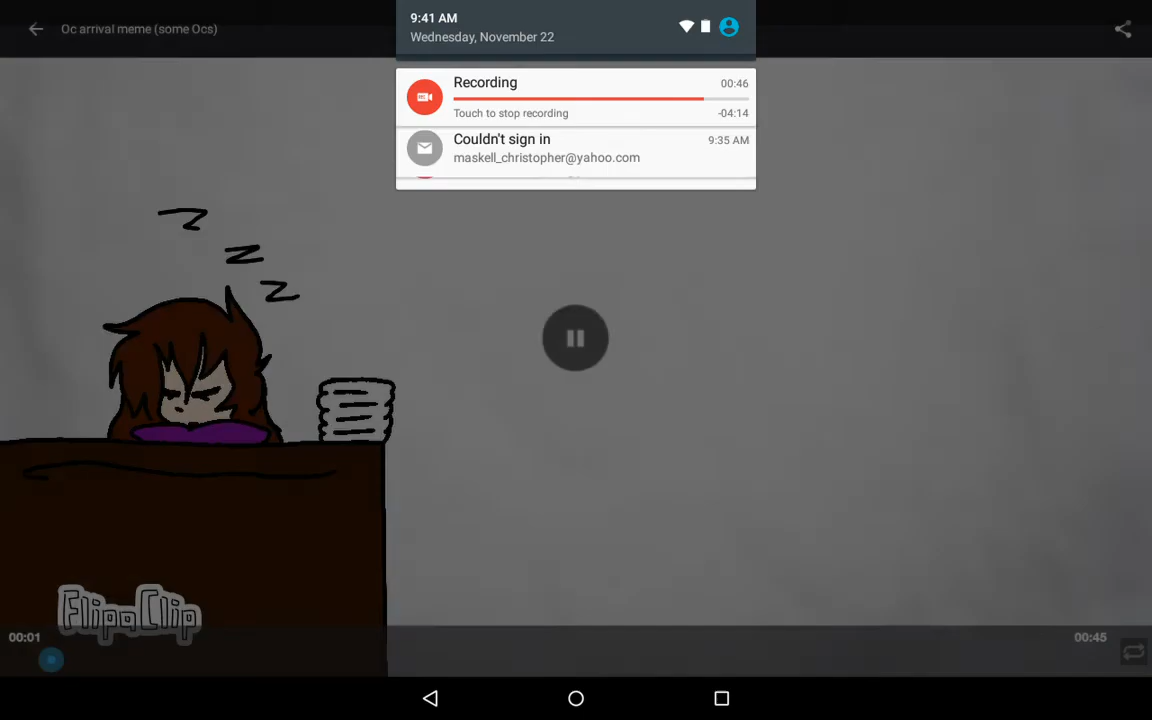 Oc arrival meme (some Ocs)
9:41 AM
Wednesday, November 22
Recording
00:46
Touch to stop recording
-04:14
Couldn't sign in
9:35 AM
maskell_christopher@yahoo.com
Z
Z
Z
FlipaClip
00:01
00:45